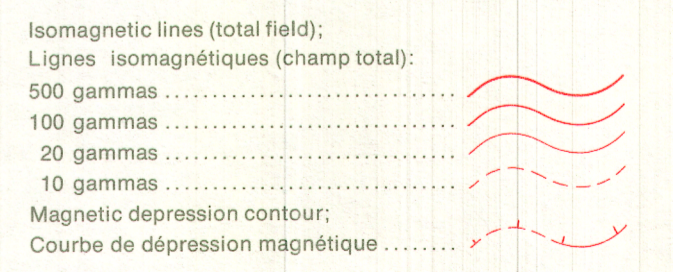 Isomagnetic lines (total field);
Lignes isomagnétiques (champ total):
500 gammas ..............................
100 gammas ..............................
20 gammas ..............................
10 gammas ..............................
Magnetic depression contour;
Courbe de dépression magnétique ........